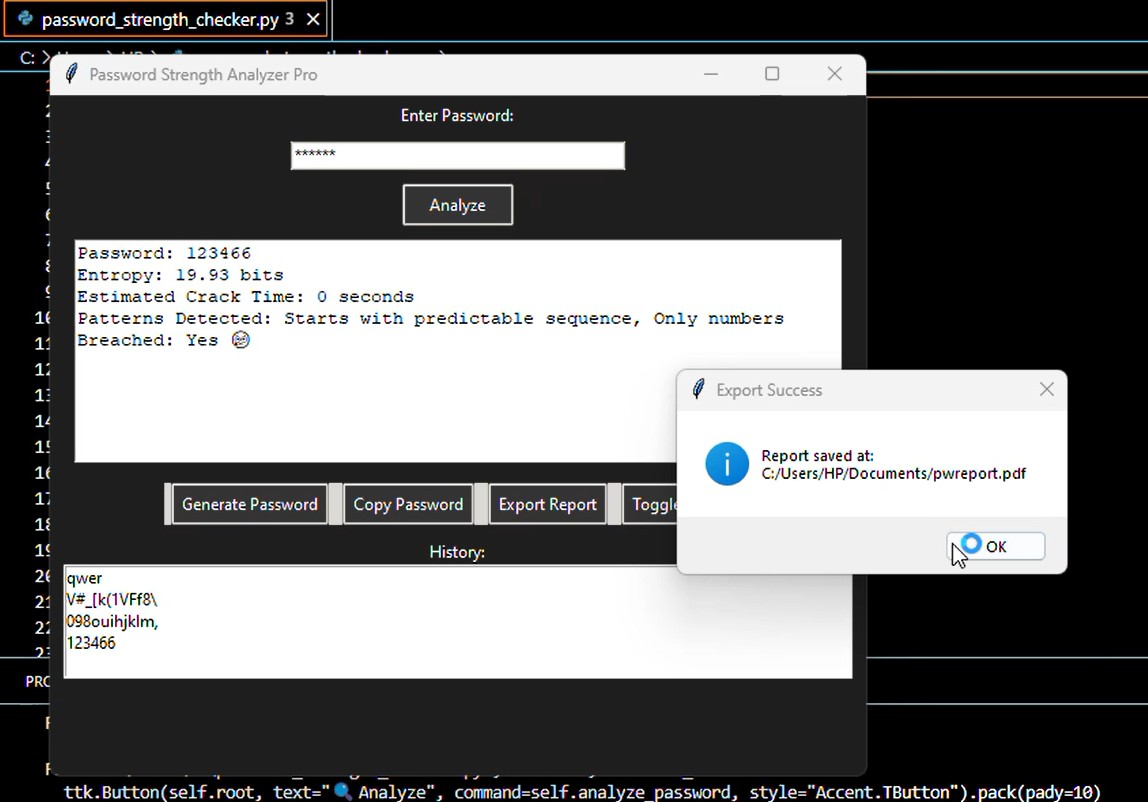 password_strength_checker.py 3
C:
Password Strength Analyzer Pro
Enter Password:
******
Analyze
Password: 123466
Entropy: 19.93 bits
Estimated Crack Time: 0 seconds
Patterns Detected: Starts with predictable sequence, Only numbers
Breached: Yes
Export Success
Report saved at:
C:/Users/HP/Documents/pwreport.pdf
OK
Generate Password Copy Password Export Report Toggle
History:
qwer
V#_[k(1VFf8\
098ouihjklm,
123466
ttk.Button(self.root, text="🔍 Analyze", command=self.analyze_password, style="Accent.TButton").pack(pady=10)